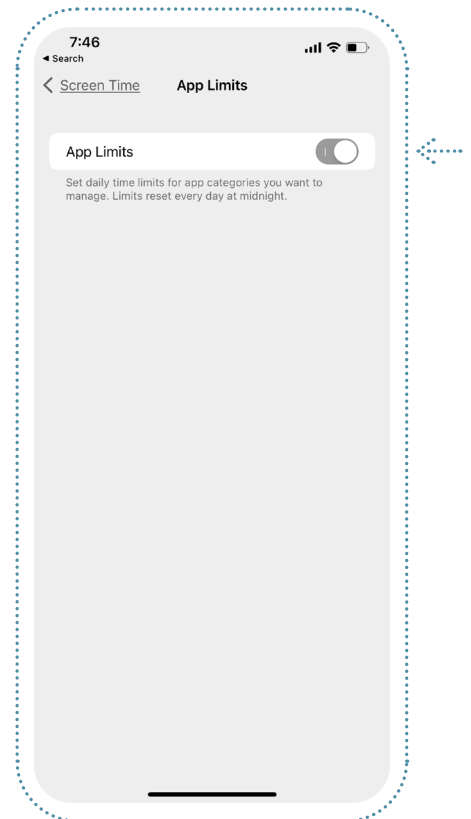 7:46
Search
Screen Time
App Limits
App Limits
Set daily time limits for app categories you want to
manage. Limits reset every day at midnight.